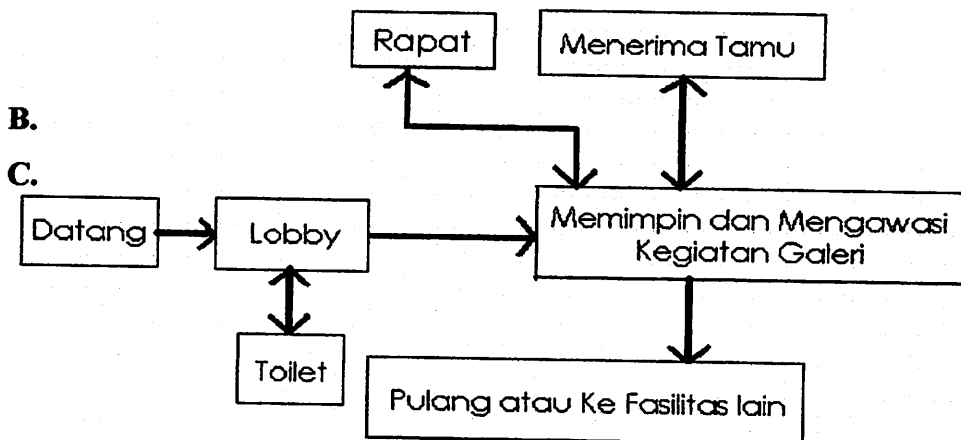 Rapat
Menerima Tamu
B.
C.
Datang
Lobby
Memimpin dan Mengawasi
Kegiatan Galeri
Toilet
Pulang atau Ke Fasilitas lain